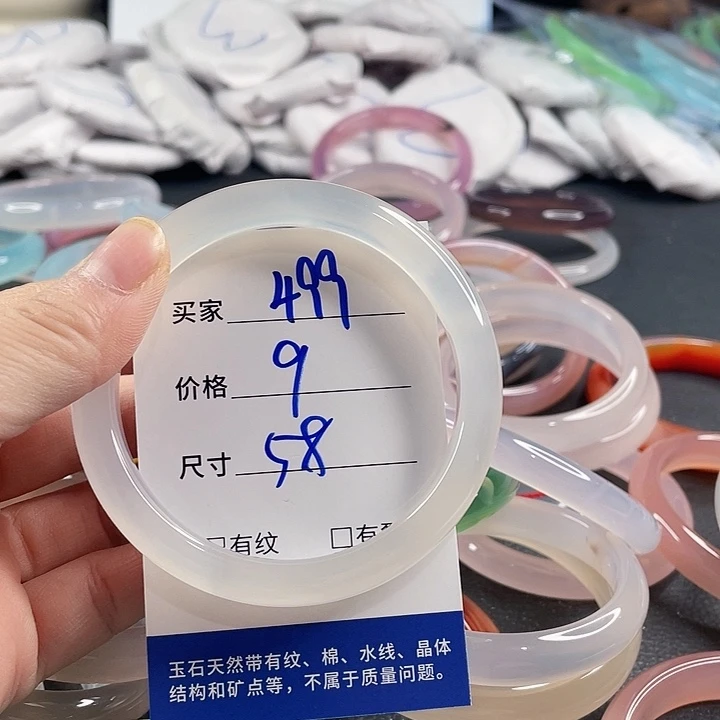 买家 499
价格 9
尺寸 58
□有纹 □有
玉石天然带有纹、棉、水线、晶体
结构和矿点等，不属于质量问题。